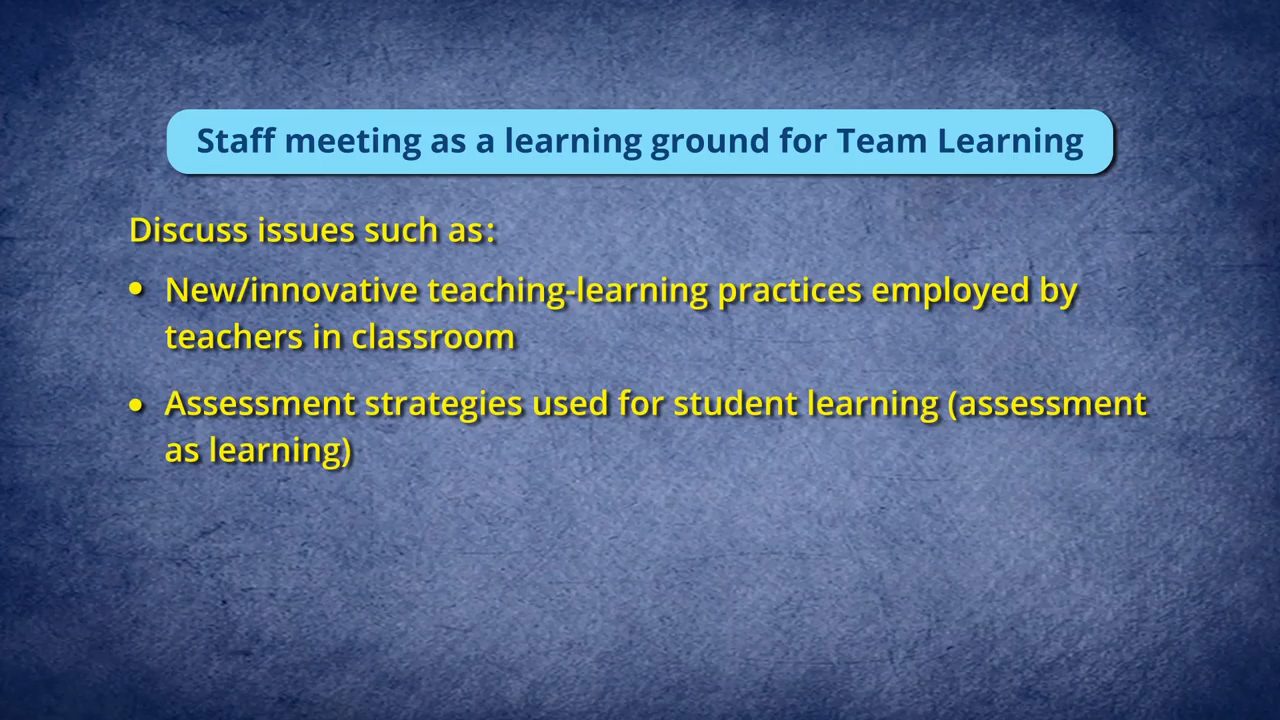 Staff meeting as a learning ground for Team Learning
Discuss issues such as:
• New/innovative teaching-learning practices employed by
teachers in classroom
• Assessment strategies used for student learning (assessment
as learning)